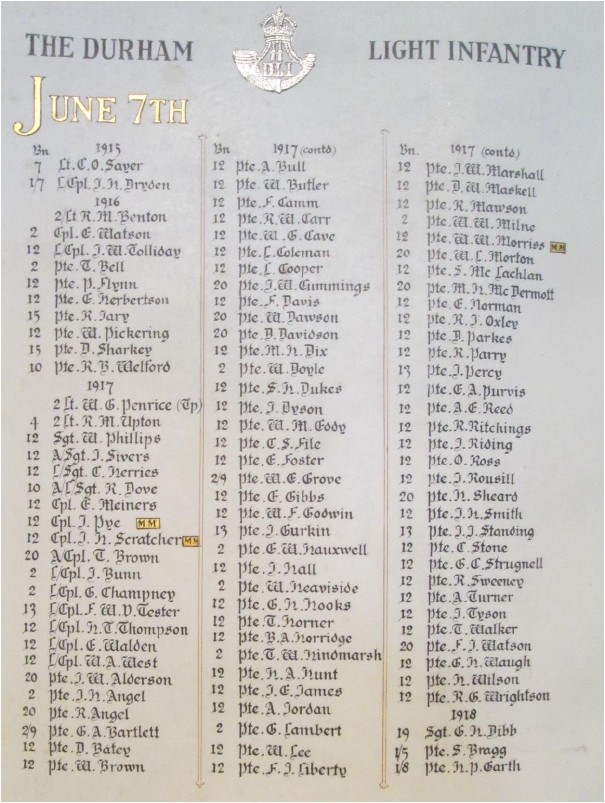 THE DURHAM LIGHT INFANTRY
DLI
JUNE 7TH
Bn. 1915
7 Lt. C.O. Sayer
1/7 L/Cpl. J. H. Dryden
1916
2/Lt R. M. Benton
2 Cpl. E. Watson
12 L/Cpl. J. W. Tolliday
2 Pte. T. Bell
12 Pte. P. Flynn
12 Pte. E. Herbertson
15 Pte. R. Jary
12 Pte. W. Pickering
15 Pte. D. Sharkey
10 Pte. R. B. Welford
1917
2/Lt. W. G. Penrice (Tp)
4 2/Lt. R. M. Upton
12 Sgt. W. Phillips
12 A/Sgt. J. Sivers
12 L/Sgt. C. Herries
10 A/L/Sgt. R. Dove
12 Cpl. E. Meiners
12 Cpl. J. Pye MM
12 Cpl. J. H. Scratcher MM
20 A/Cpl. T. Brown
2 L/Cpl. J. Bunn
2 L/Cpl. G. Champney
13 L/Cpl. F. W. V. Tester
12 L/Cpl. H. T. Thompson
12 L/Cpl. E. Walden
12 L/Cpl. W. A. West
20 Pte. J. W. Alderson
2 Pte. J. H. Angel
20 Pte. R. Angel
2/9 Pte. G. A. Bartlett
12 Pte. D. Batey
12 Pte. W. Brown
Bn. 1917 (contd)
12 Pte. A. Bull
12 Pte. W. Butler
12 Pte. F. Camm
12 Pte. R. W. Carr
12 Pte. W. G. Cave
12 Pte. L. Coleman
12 Pte. L. Cooper
20 Pte. J. W. Cummings
12 Pte. F. Davis
20 Pte. W. Dawson
20 Pte. D. Davidson
12 Pte. M. H. Dix
2 Pte. W. Doyle
12 Pte. S. H. Dukes
12 Pte. J. Dyson
12 Pte. W. M. Eddy
12 Pte. C. S. File
12 Pte. E. Foster
2/9 Pte. W. E. Grove
12 Pte. E. Gibbs
12 Pte. W. F. Godwin
13 Pte. J. Gurkin
2 Pte. E. W. Hauxwell
12 Pte. J. Hall
2 Pte. W. Heaviside
12 Pte. G. H. Hooks
12 Pte. T. Horner
12 Pte. B. A. Horridge
2 Pte. T. W. Hindmarsh
12 Pte. H. A. Hunt
12 Pte. J. E. James
12 Pte. A. Jordan
2 Pte. G. Lambert
12 Pte. W. Lee
12 Pte. F. J. Liberty
Bn. 1917 (contd)
12 Pte. J. W. Marshall
12 Pte. D. W. Maskell
12 Pte. R. Mawson
2 Pte. W. W. Milne
12 Pte. W. W. Morriss MM
20 Pte. W. L. Morton
12 Pte. S. Mc Lachlan
20 Pte. M. H. Mc Dermott
12 Pte. E. Norman
12 Pte. R. J. Oxley
12 Pte. D. Parkes
12 Pte. R. Parry
13 Pte. J. Percy
12 Pte. E. A. Purvis
12 Pte. A. E. Reed
12 Pte. R. Ritchings
12 Pte. J. Riding
12 Pte. O. Ross
12 Pte. J. Rousill
20 Pte. H. Sheard
12 Pte. J. H. Smith
13 Pte. J. J. Standing
12 Pte. C. Stone
12 Pte. G. C. Strugnell
12 Pte. R. Sweeney
12 Pte. A. Turner
12 Pte. J. Tyson
12 Pte. T. Walker
20 Pte. F. J. Watson
12 Pte. G. H. Waugh
12 Pte. H. Wilson
12 Pte. R. G. Wrightson
1918
19 Sgt. G. H. Dibb
1/5 Pte. S. Bragg
1/8 Pte. H. P. Garth